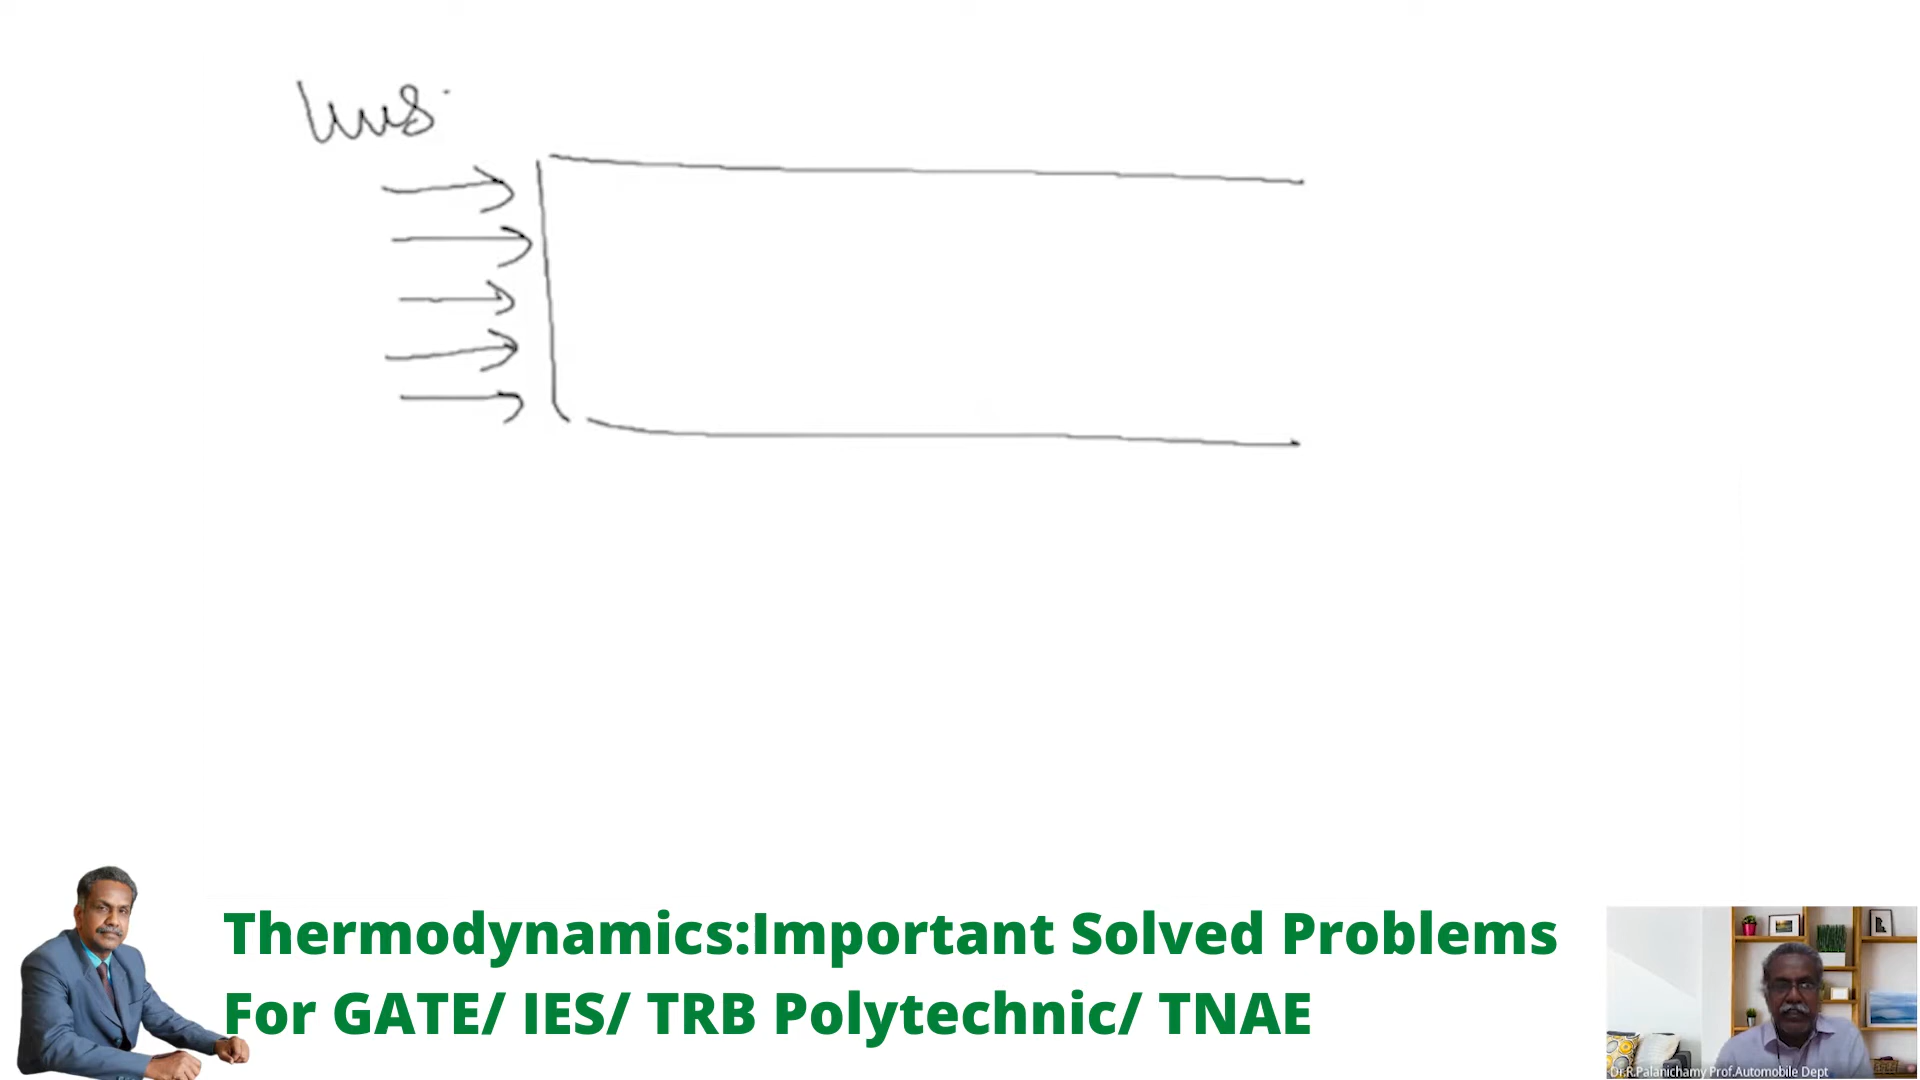 Thermodynamics:Important Solved Problems
For GATE/ IES/ TRB Polytechnic/ TNAE
Dr.R.Palanichamy Prof.Automobile Dept